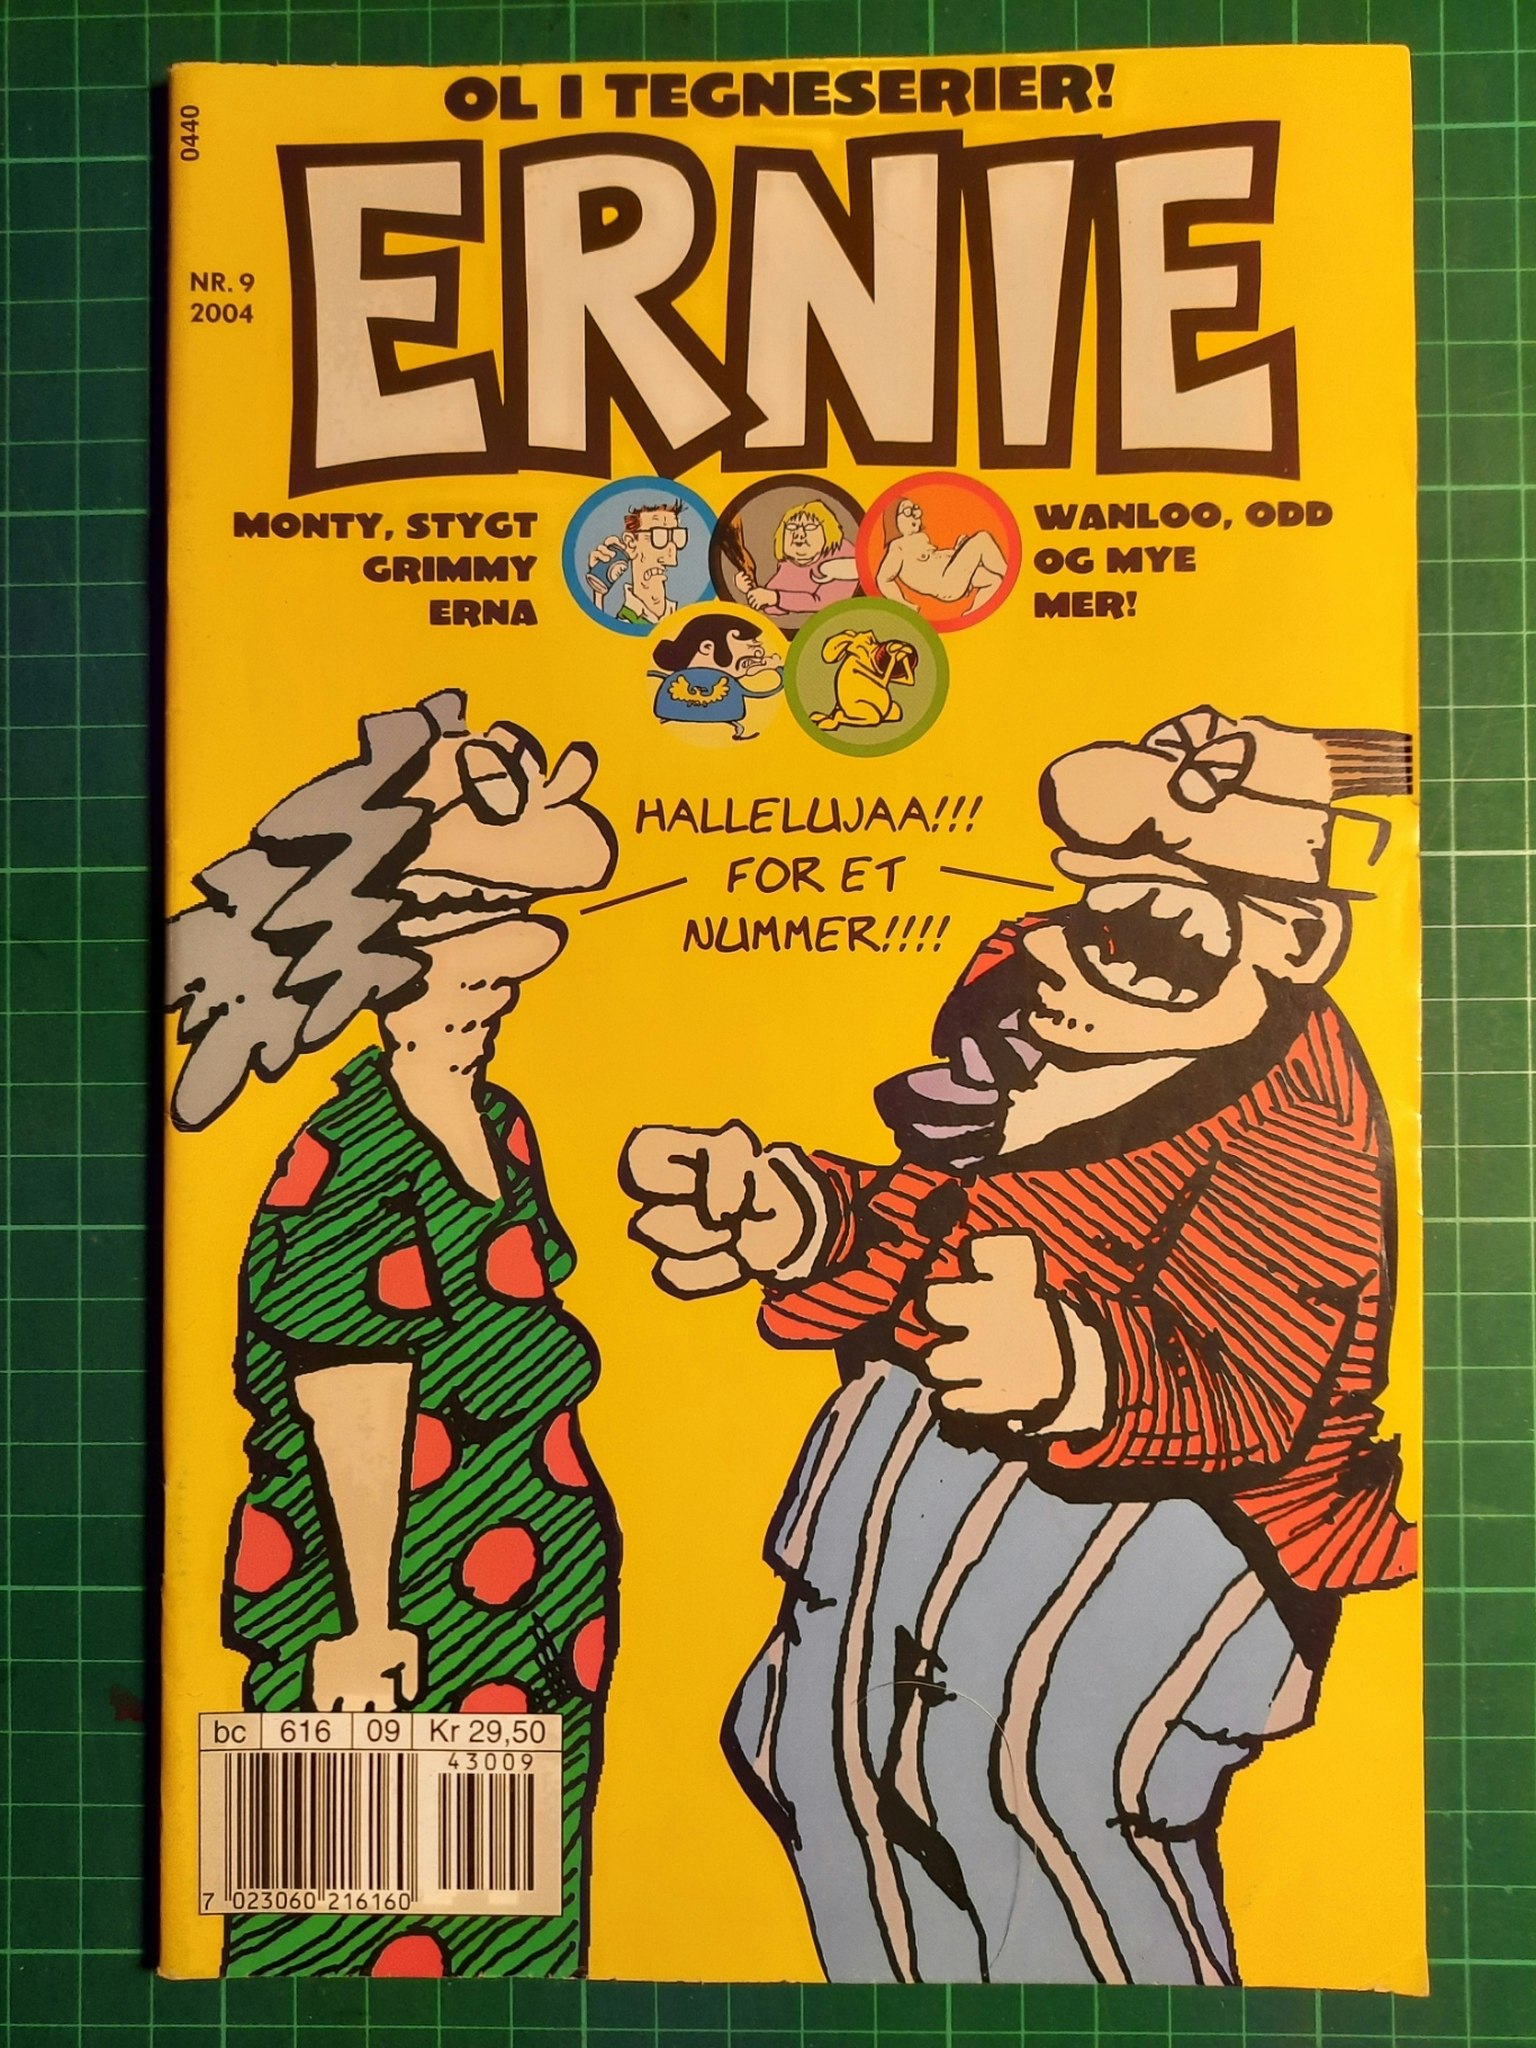 OL I TEGNESERIER!
0440
ERNIE
NR. 9
2004
MONTY, STYGT
GRIMMY
ERNA
WANLOO, ODD
OG MYE
MER!
HALLELUJAA!!!
FOR ET
NUMMER!!!!
bc 616 09 Kr 29,50
43009
7 023060 216160